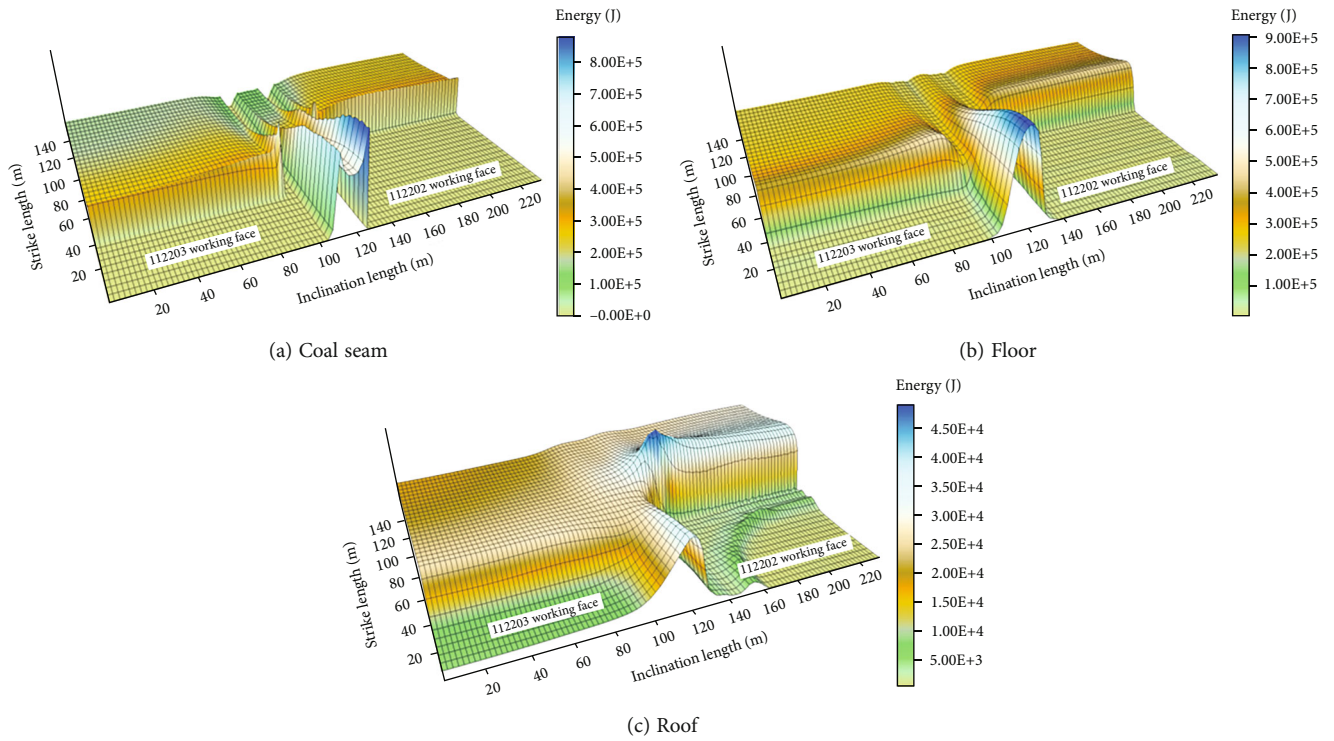 Energy (J)
8.00E+5
7.00E+5
6.00E+5
5.00E+5
4.00E+5
3.00E+5
2.00E+5
1.00E+5
–0.00E+0
Strike length (m)
140
120
100
80
60
40
20
112203 working face
112202 working face
20
40
60
80
100
120
140
160
180
200
220
Inclination length (m)
(a) Coal seam
Energy (J)
9.00E+5
8.00E+5
7.00E+5
6.00E+5
5.00E+5
4.00E+5
3.00E+5
2.00E+5
1.00E+5
Strike length (m)
140
120
100
80
60
40
20
112203 working face
112202 working face
20
40
60
80
100
120
140
160
180
200
220
Inclination length (m)
(b) Floor
Energy (J)
4.50E+4
4.00E+4
3.50E+4
3.00E+4
2.50E+4
2.00E+4
1.50E+4
1.00E+4
5.00E+3
Strike length (m)
140
120
100
80
60
40
20
112203 working face
112202 working face
20
40
60
80
100
120
140
160
180
200
220
Inclination length (m)
(c) Roof